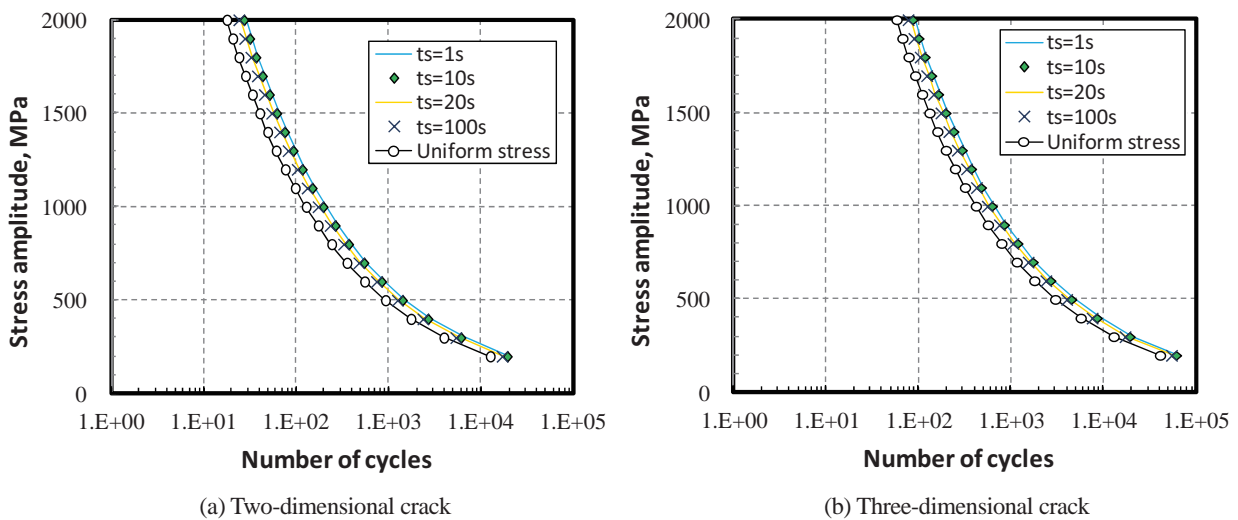 Stress amplitude, MPa
2000
1500
1000
500
0
ts=1s
ts=10s
ts=20s
ts=100s
Uniform stress
1.E+00 1.E+01 1.E+02 1.E+03 1.E+04 1.E+05
Number of cycles
(a) Two-dimensional crack
Stress amplitude, MPa
2000
1500
1000
500
0
ts=1s
ts=10s
ts=20s
ts=100s
Uniform stress
1.E+00 1.E+01 1.E+02 1.E+03 1.E+04 1.E+05
Number of cycles
(b) Three-dimensional crack